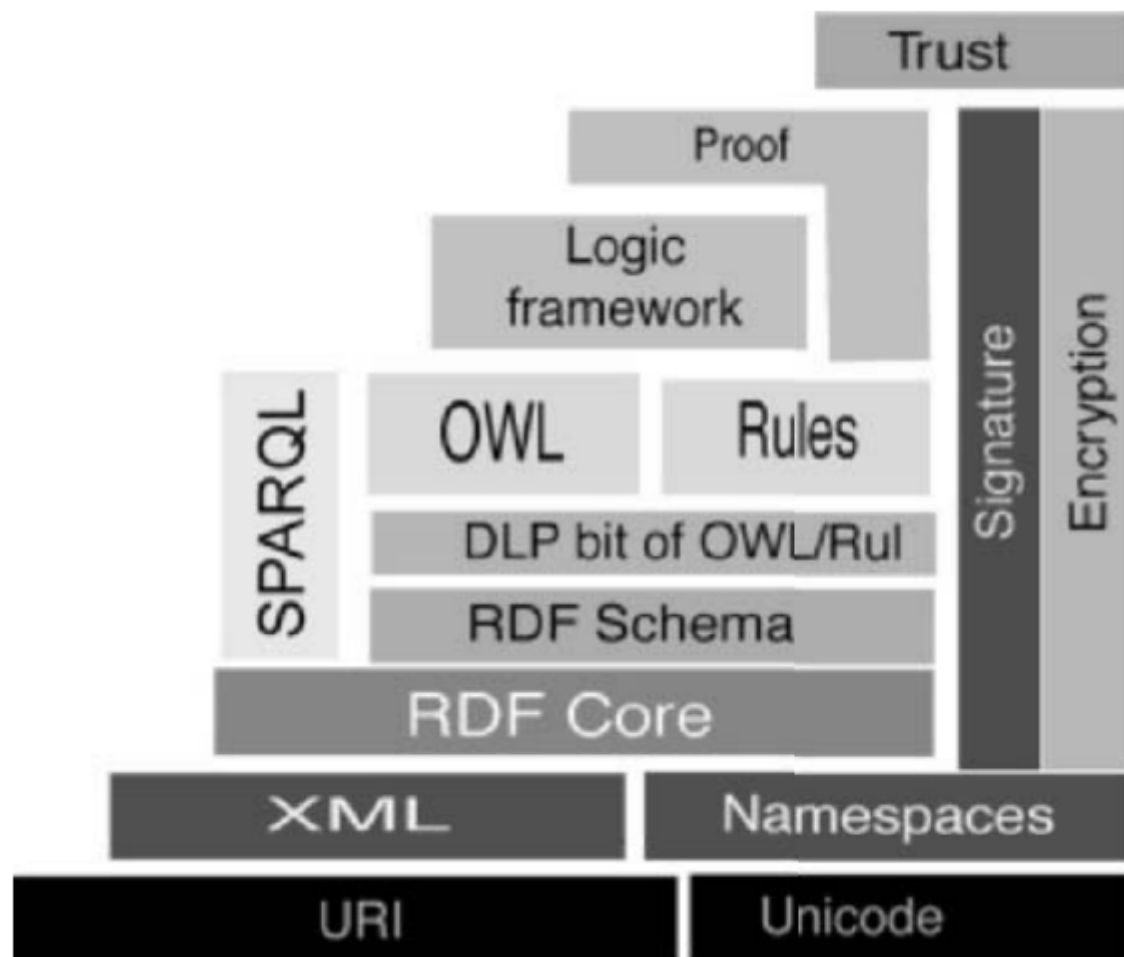 Trust
Proof
Logic
framework
SPARQL
OWL
Rules
Signature
Encryption
DLP bit of OWL/Rul
RDF Schema
RDF Core
XML
Namespaces
URI
Unicode